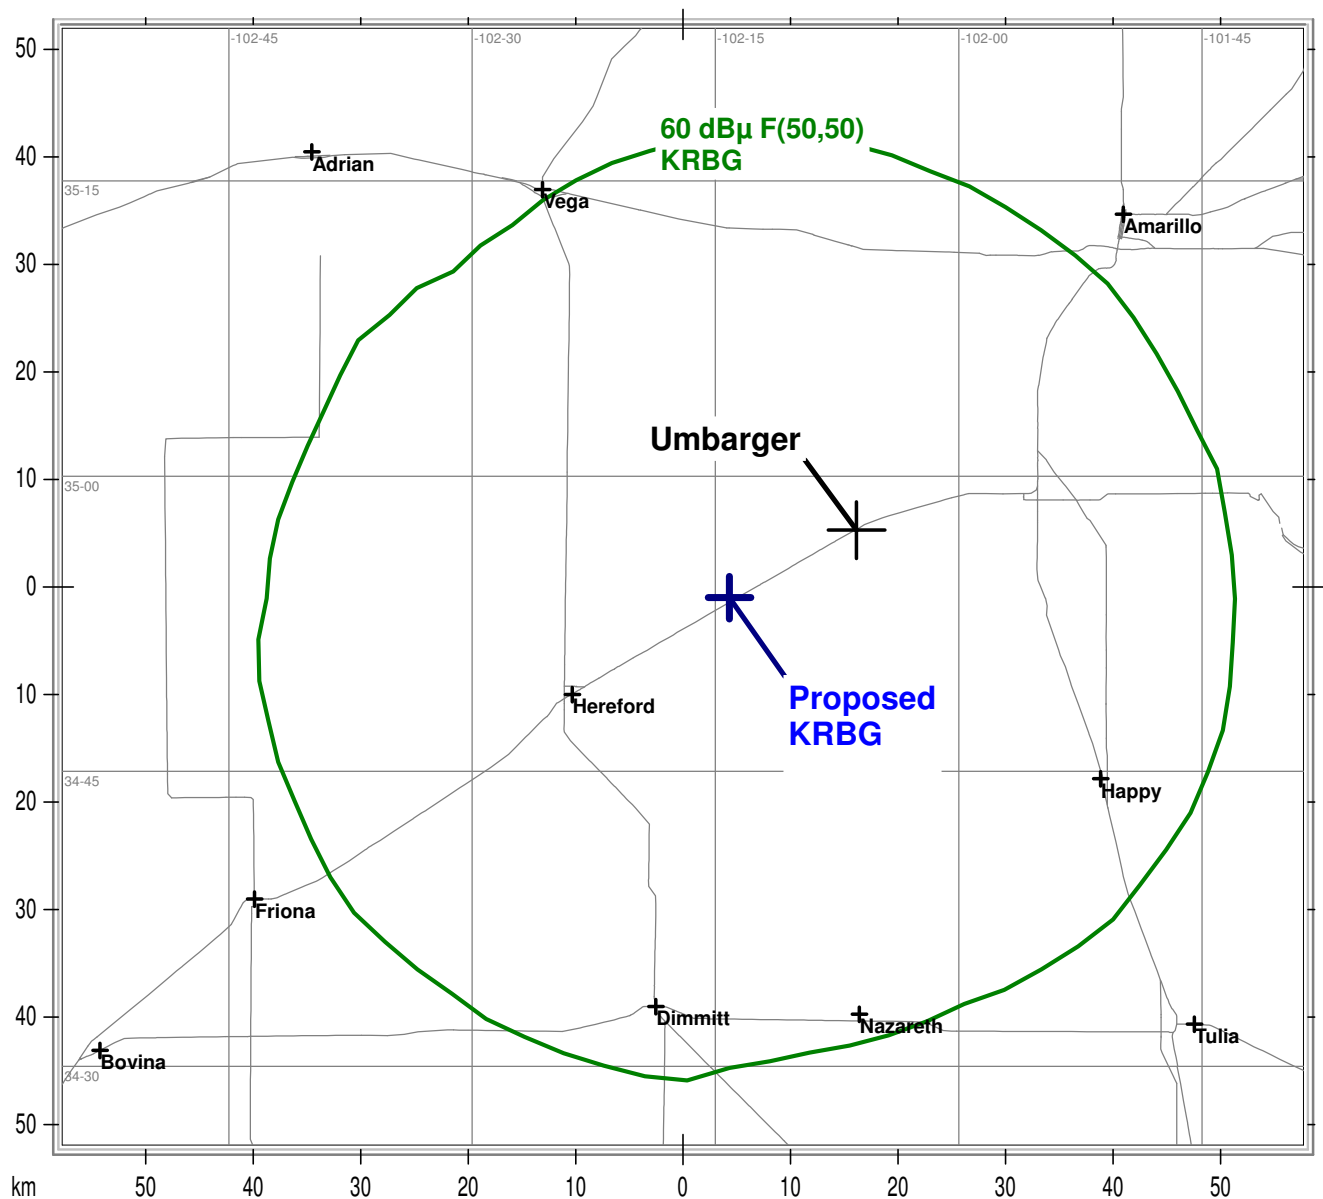 -102-45
-102-30
-102-15
-102-00
-101-45
50
60 dBµ F(50,50)
KRBG
40
Adrian
35-15
Vega
Amarillo
30
20
Umbarger
10
35-00
0
Proposed
KRBG
10
Hereford
34-45
20
Happy
30
Friona
40
Dimmitt
Nazareth
Tulia
Bovina
34-30
50
km 50 40 30 20 10 0 10 20 30 40 50